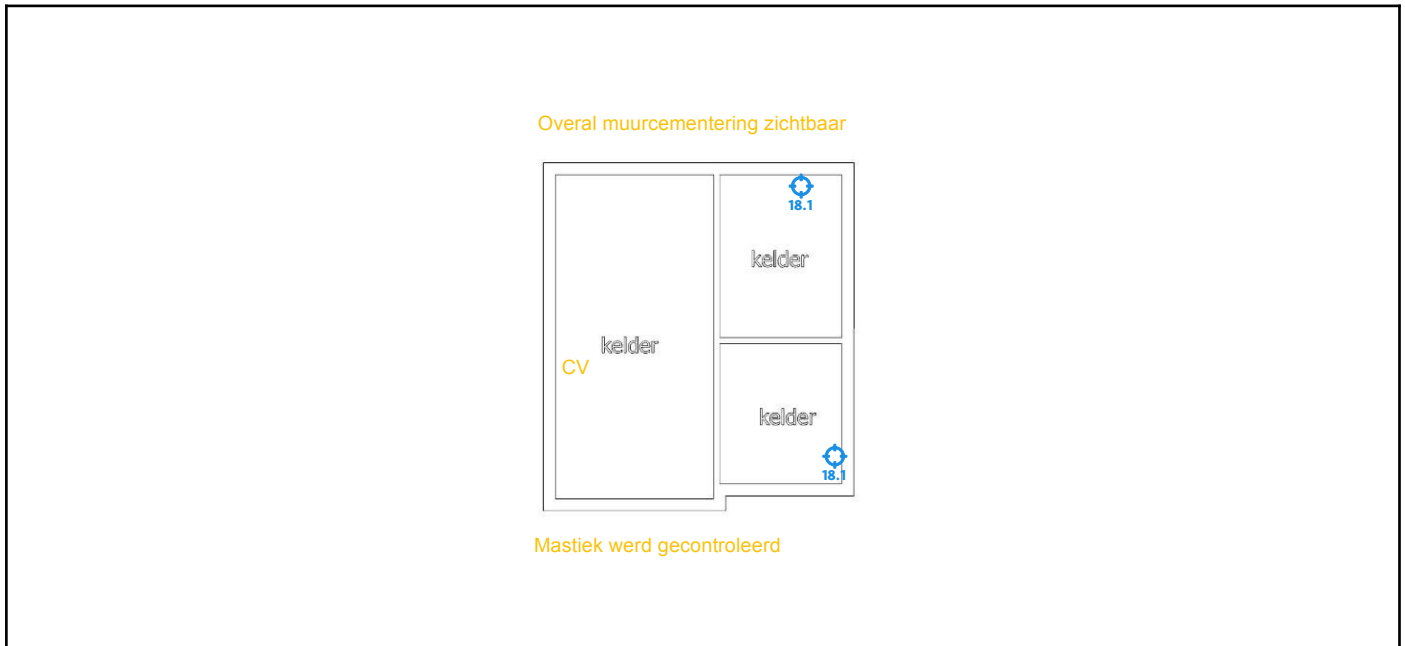 Overal muurcementering zichtbaar
18.1
kelder
kelder
CV
kelder
18.1
Mastiek werd gecontroleerd